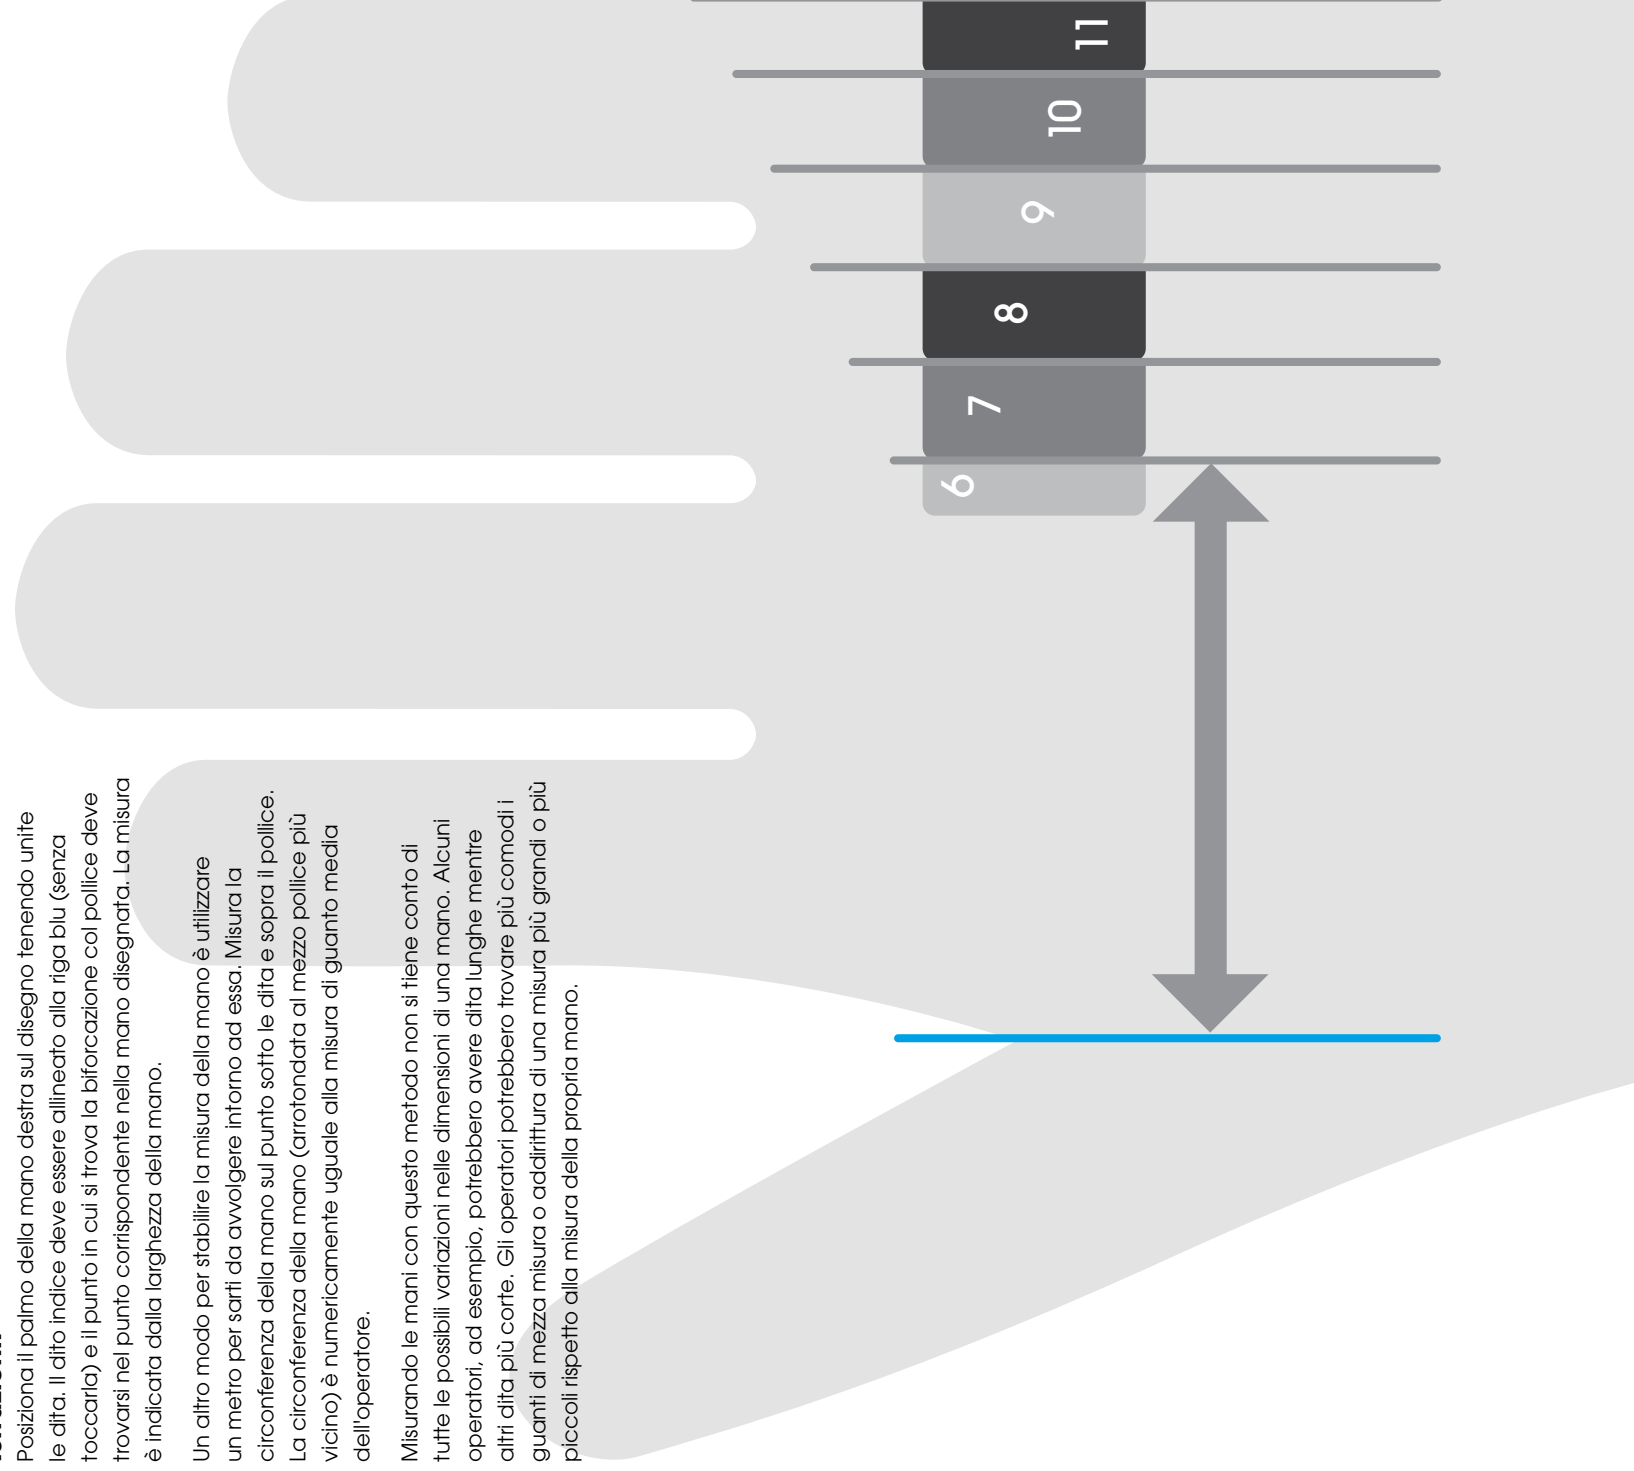 Posiziona il palmo della mano destra sul disegno tenendo unite
le dita. Il dito indice deve essere allineato alla riga blu (senza
toccarla) e il punto in cui si trova la biforcazione col pollice deve
trovarsi nel punto corrispondente nella mano disegnata. La misura
è indicata dalla larghezza della mano.
Un altro modo per stabilire la misura della mano è utilizzare
un metro per sarti da avvolgere intorno ad essa. Misura la
circonferenza della mano sul punto sotto le dita e sopra il pollice.
La circonferenza della mano (arrotondata al mezzo pollice più
vicino) è numericamente uguale alla misura di guanto media
dell'operatore.
Misurando le mani con questo metodo non si tiene conto di
tutte le possibili variazioni nelle dimensioni di una mano. Alcuni
operatori, ad esempio, potrebbero avere dita lunghe mentre
altri dita più corte. Gli operatori potrebbero trovare più comodi i
guanti di mezza misura o addirittura di una misura più grandi o più
piccoli rispetto alla misura della propria mano.
6
7
8
9
10
11